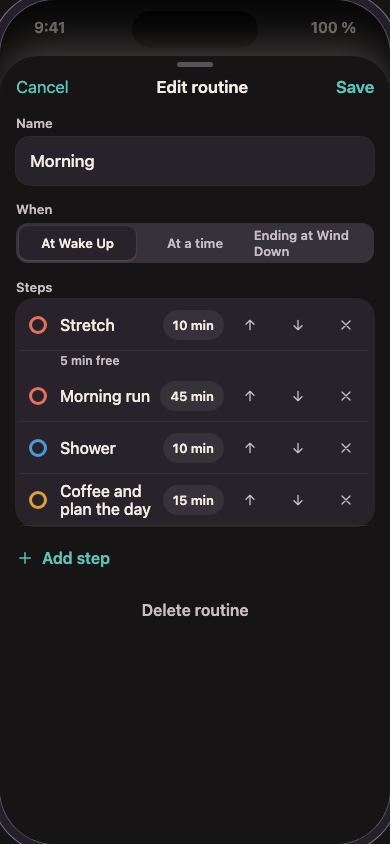 9:41
100 %
Cancel
Edit routine
Save
Name
Morning
When
At Wake Up
At a time
Ending at Wind
Down
Steps
Stretch
10 min
5 min free
Morning run
45 min
Shower
10 min
Coffee and
plan the day
15 min
+ Add step
Delete routine